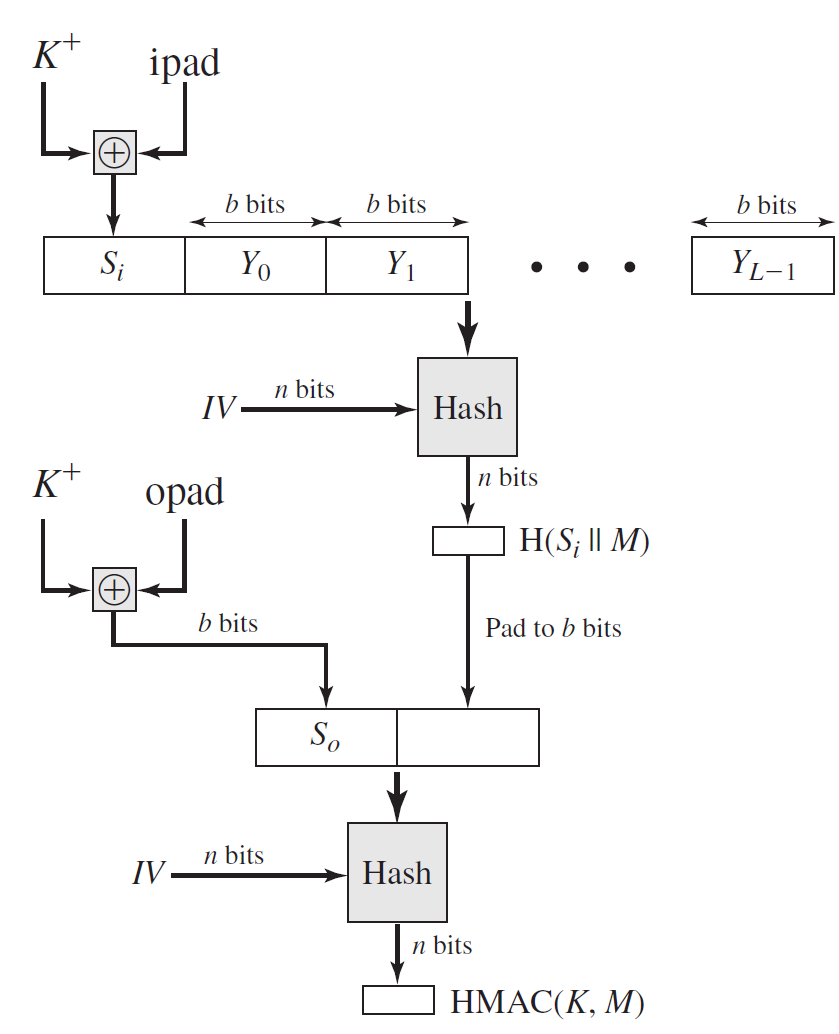 K⁺ ipad
⊕
b bits b bits b bits
Sᵢ Y₀ Y₁ • • • Y_{L−1}
IV n bits Hash
n bits
K⁺ opad
H(Sᵢ || M)
⊕
b bits Pad to b bits
Sₒ
IV n bits Hash
n bits
HMAC(K, M)